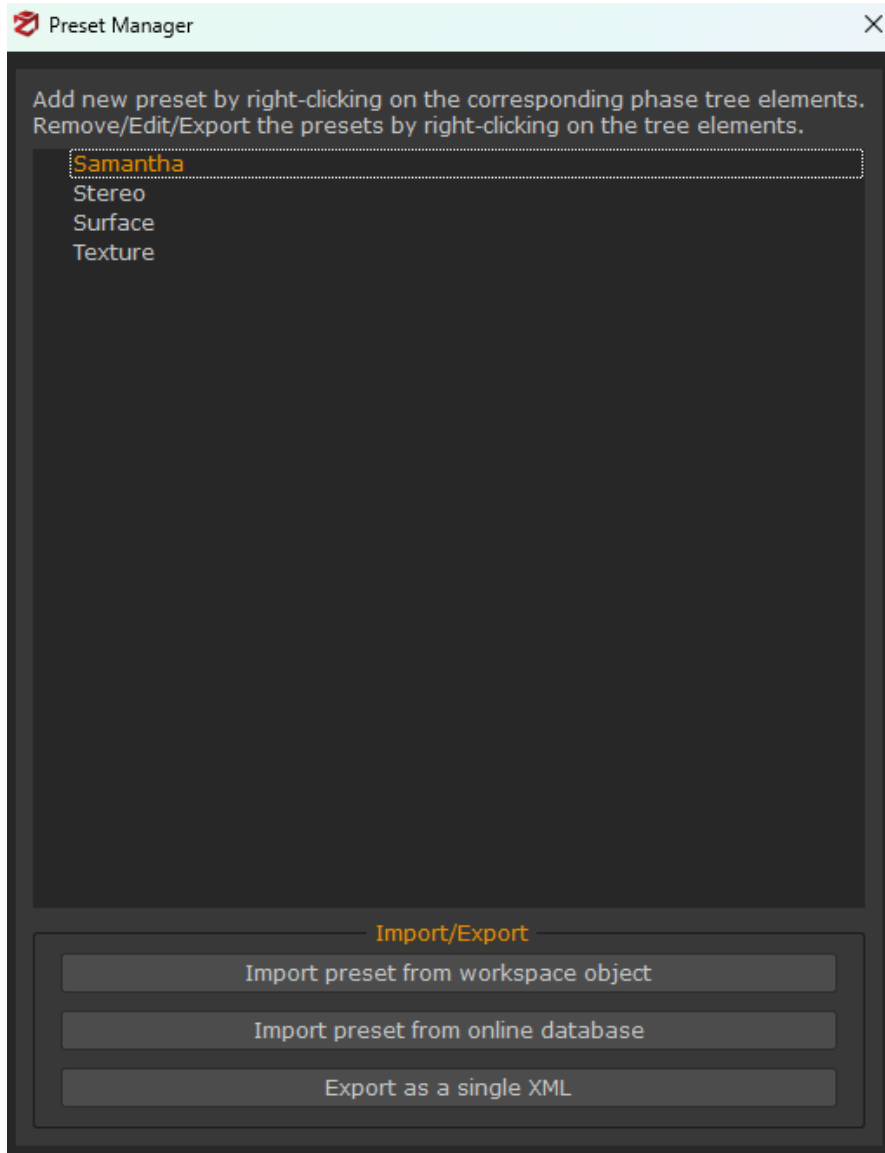 Preset Manager
Add new preset by right-clicking on the corresponding phase tree elements.
Remove/Edit/Export the presets by right-clicking on the tree elements.
Samantha
Stereo
Surface
Texture
Import/Export
Import preset from workspace object
Import preset from online database
Export as a single XML